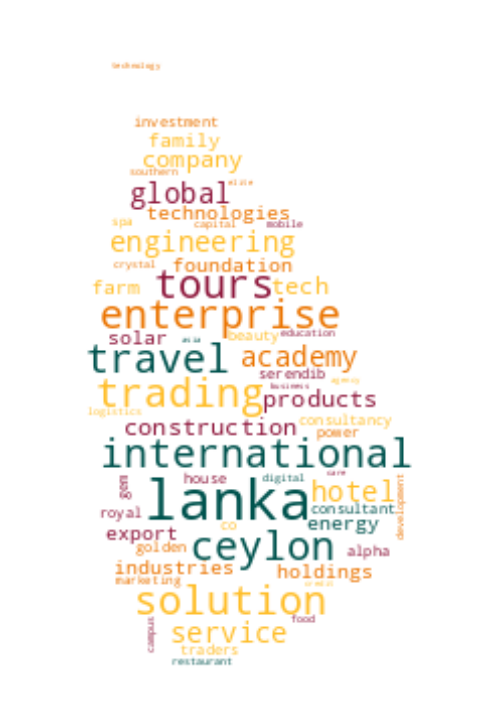 technology
investment
family
company
southern
elite
global
technologies
spa
capital
mobile
engineering
crystal
foundation
farm
tours
tech
enterprise
solar
asia
beauty
education
travel
academy
serendib
agency
business
trading
products
logistics
construction
consultancy
power
international
care
gem
house
digital
development
lanka
hotel
royal
consultant
co
energy
export
ceylon
golden
alpha
industries
holdings
marketing
credit
solution
food
campus
service
traders
restaurant